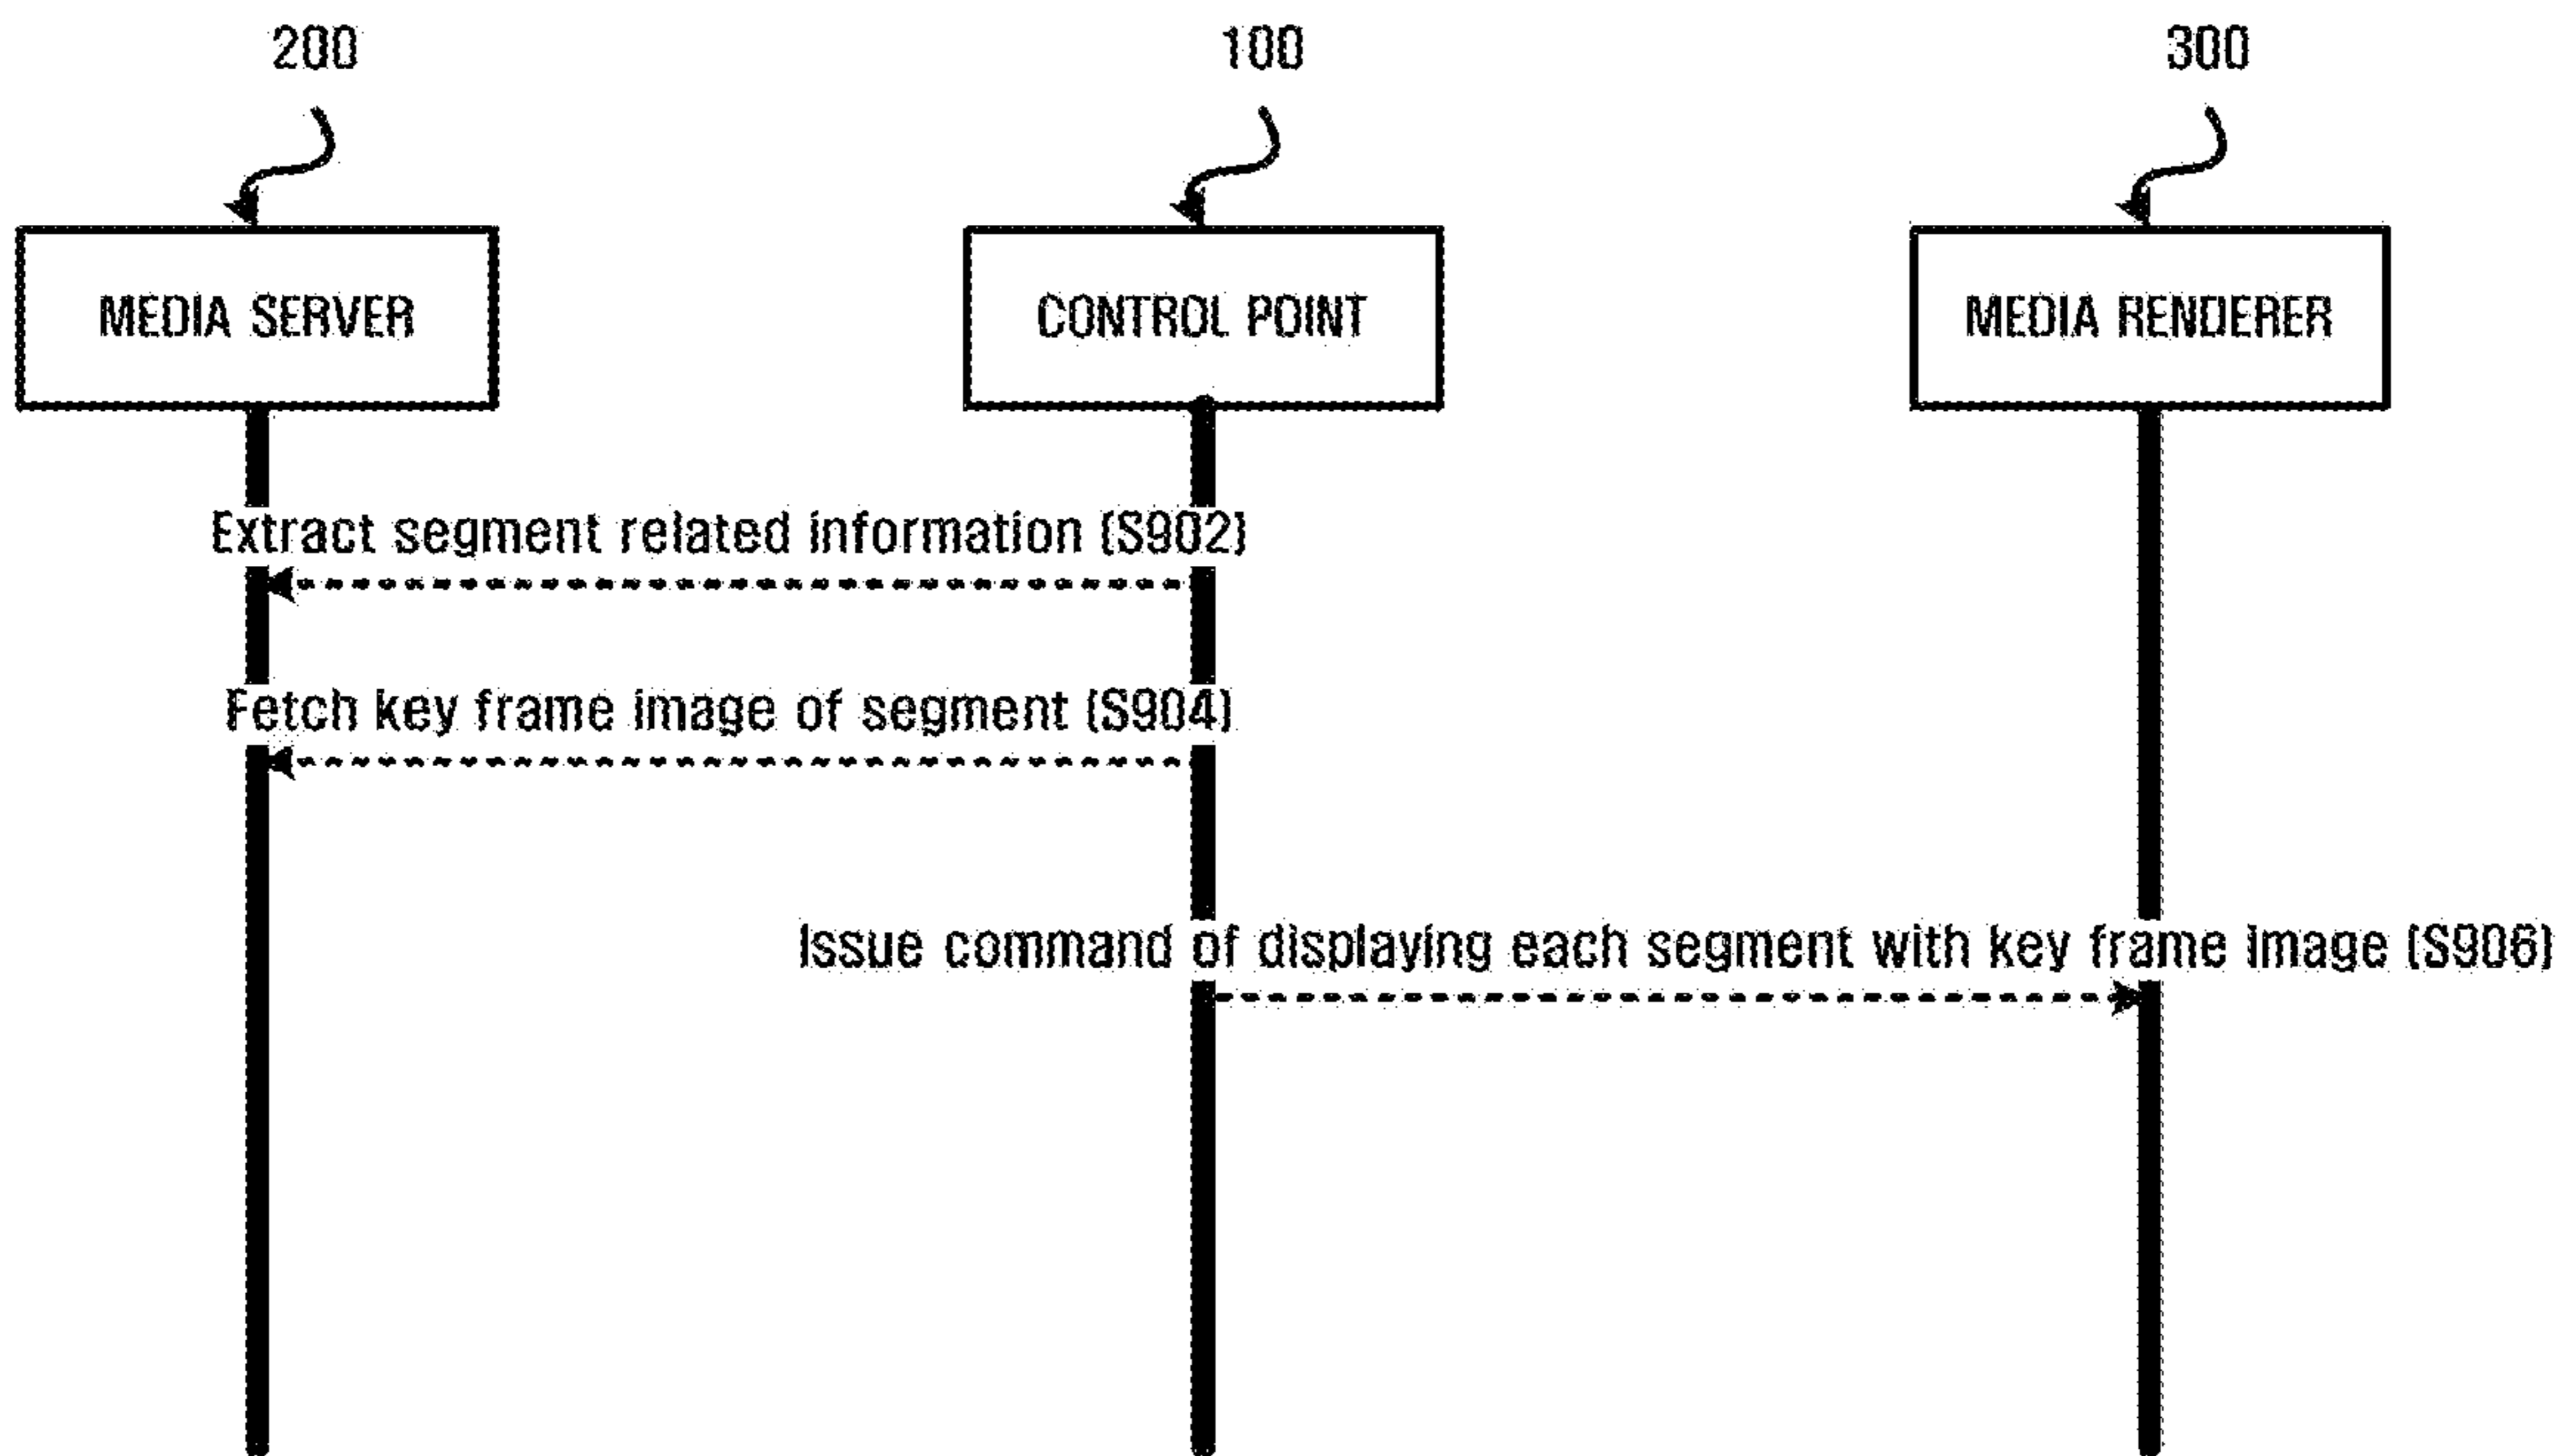 200
100
300
MEDIA SERVER
CONTROL POINT
MEDIA RENDERER
Extract segment related information (S902)
Fetch key frame image of segment (S904)
Issue command of displaying each segment with key frame image (S906)